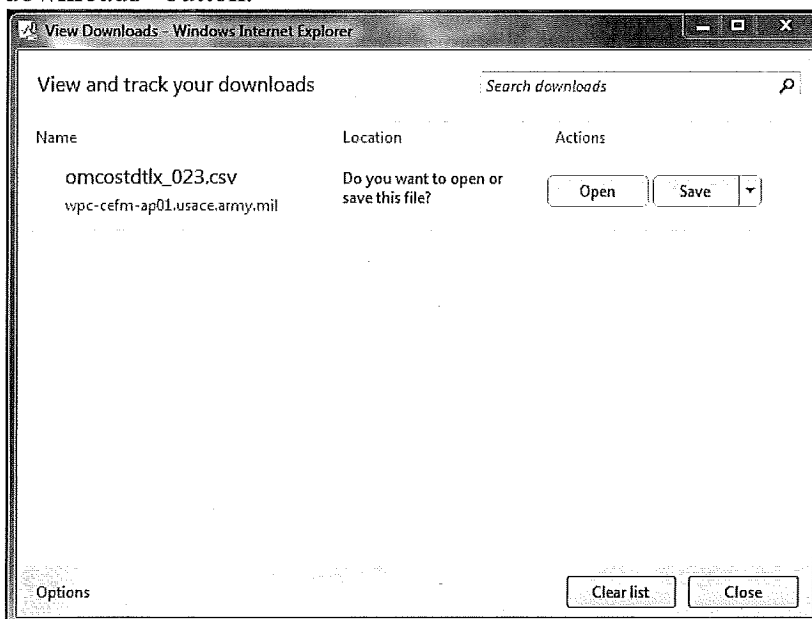 View Downloads - Windows Internet Explorer
View and track your downloads
Search downloads
Name Location Actions
omcostdtlx_023.csv
wpc-cefm-ap01.usace.army.mil
Do you want to open or
save this file?
Open Save
Options Clear list Close